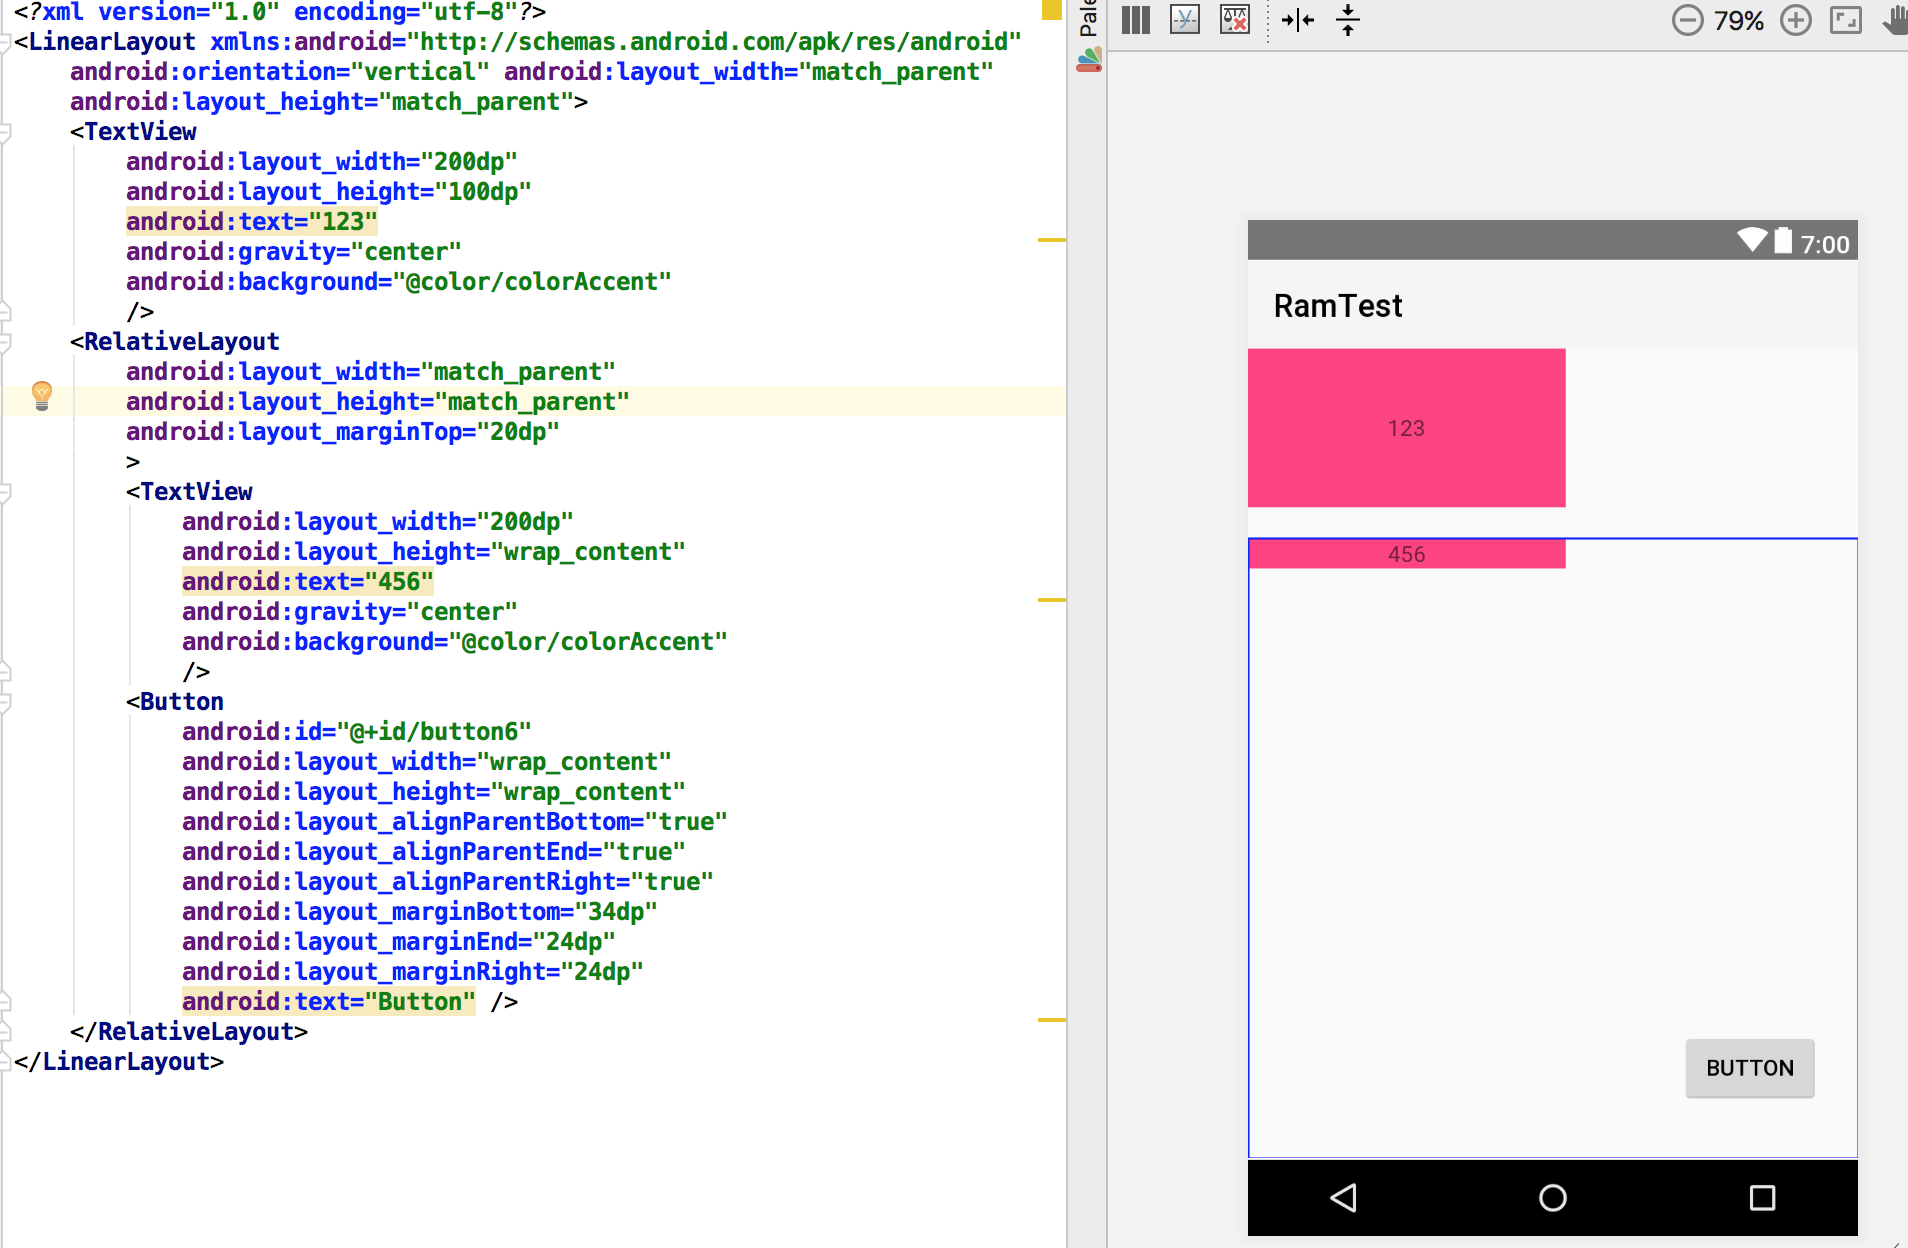 <?xml version="1.0" encoding="utf-8"?>
<LinearLayout xmlns:android="http://schemas.android.com/apk/res/android"
    android:orientation="vertical" android:layout_width="match_parent"
    android:layout_height="match_parent">
    <TextView
        android:layout_width="200dp"
        android:layout_height="100dp"
        android:text="123"
        android:gravity="center"
        android:background="@color/colorAccent"
        />
    <RelativeLayout
        android:layout_width="match_parent"
        android:layout_height="match_parent"
        android:layout_marginTop="20dp"
        >
        <TextView
            android:layout_width="200dp"
            android:layout_height="wrap_content"
            android:text="456"
            android:gravity="center"
            android:background="@color/colorAccent"
            />
        <Button
            android:id="@+id/button6"
            android:layout_width="wrap_content"
            android:layout_height="wrap_content"
            android:layout_alignParentBottom="true"
            android:layout_alignParentEnd="true"
            android:layout_alignParentRight="true"
            android:layout_marginBottom="34dp"
            android:layout_marginEnd="24dp"
            android:layout_marginRight="24dp"
            android:text="Button" />
    </RelativeLayout>
</LinearLayout>
Pale
79%
7:00
RamTest
123
456
BUTTON